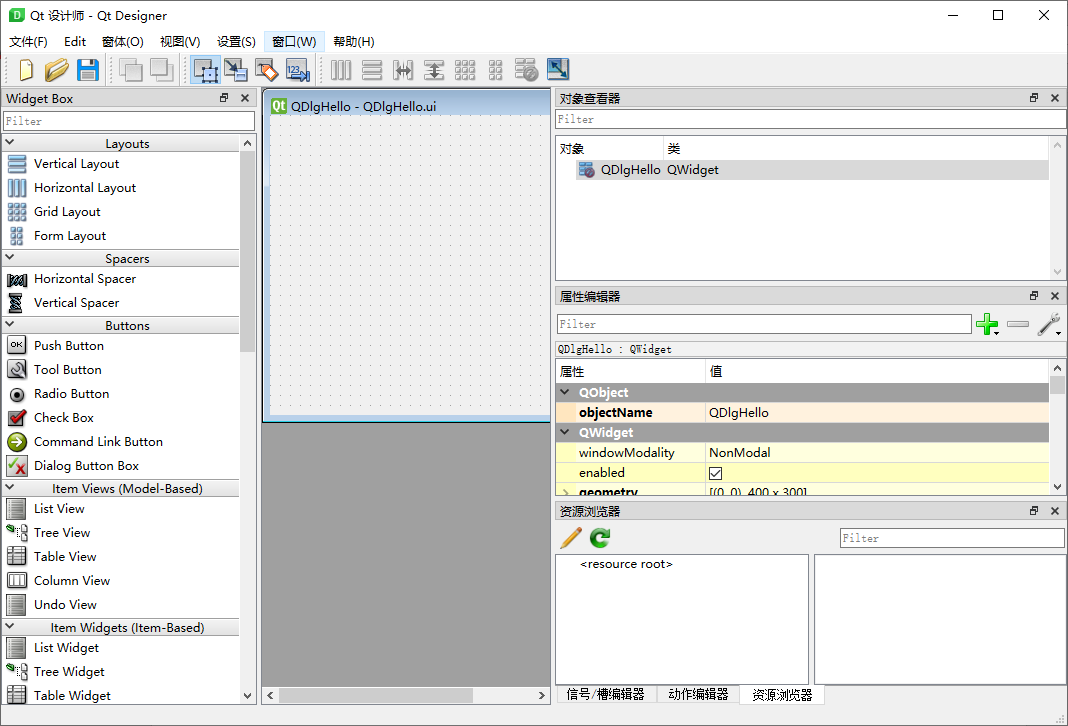 Qt 设计师 - Qt Designer
文件(F) Edit 窗体(O) 视图(V) 设置(S) 窗口(W) 帮助(H)
Widget Box
Filter
Layouts
Vertical Layout
Horizontal Layout
Grid Layout
Form Layout
Spacers
Horizontal Spacer
Vertical Spacer
Buttons
OK Push Button
Tool Button
Radio Button
Check Box
Command Link Button
Dialog Button Box
Item Views (Model-Based)
List View
Tree View
Table View
Column View
Undo View
Item Widgets (Item-Based)
List Widget
Tree Widget
Table Widget
QDlgHello - QDlgHello.ui
对象查看器
Filter
对象 类
QDlgHello QWidget
属性编辑器
Filter
QDlgHello : QWidget
属性 值
QObject
objectName QDlgHello
QWidget
windowModality NonModal
enabled
geometry [(0, 0), 400 x 300]
资源浏览器
Filter
<resource root>
信号/槽编辑器 动作编辑器 资源浏览器